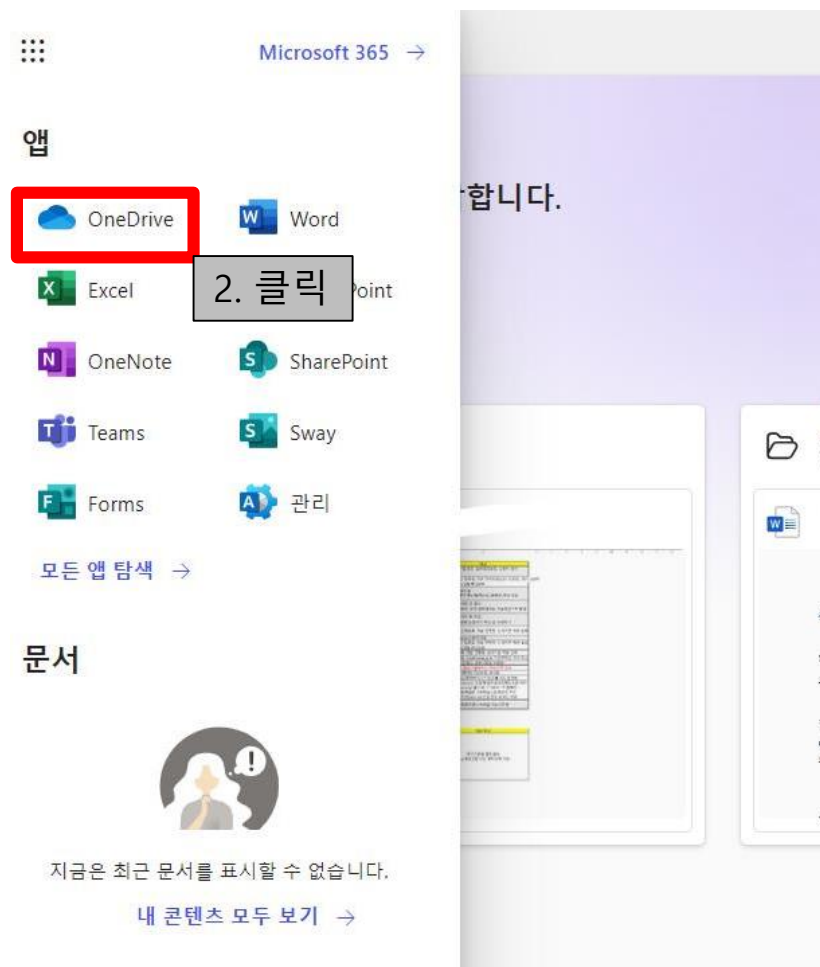 Microsoft 365 →
앱
합니다.
OneDrive
Word
Excel
2. 클릭
Point
OneNote
SharePoint
Teams
Sway
Forms
관리
모든 앱 탐색 →
문서
지금은 최근 문서를 표시할 수 없습니다.
내 콘텐츠 모두 보기 →